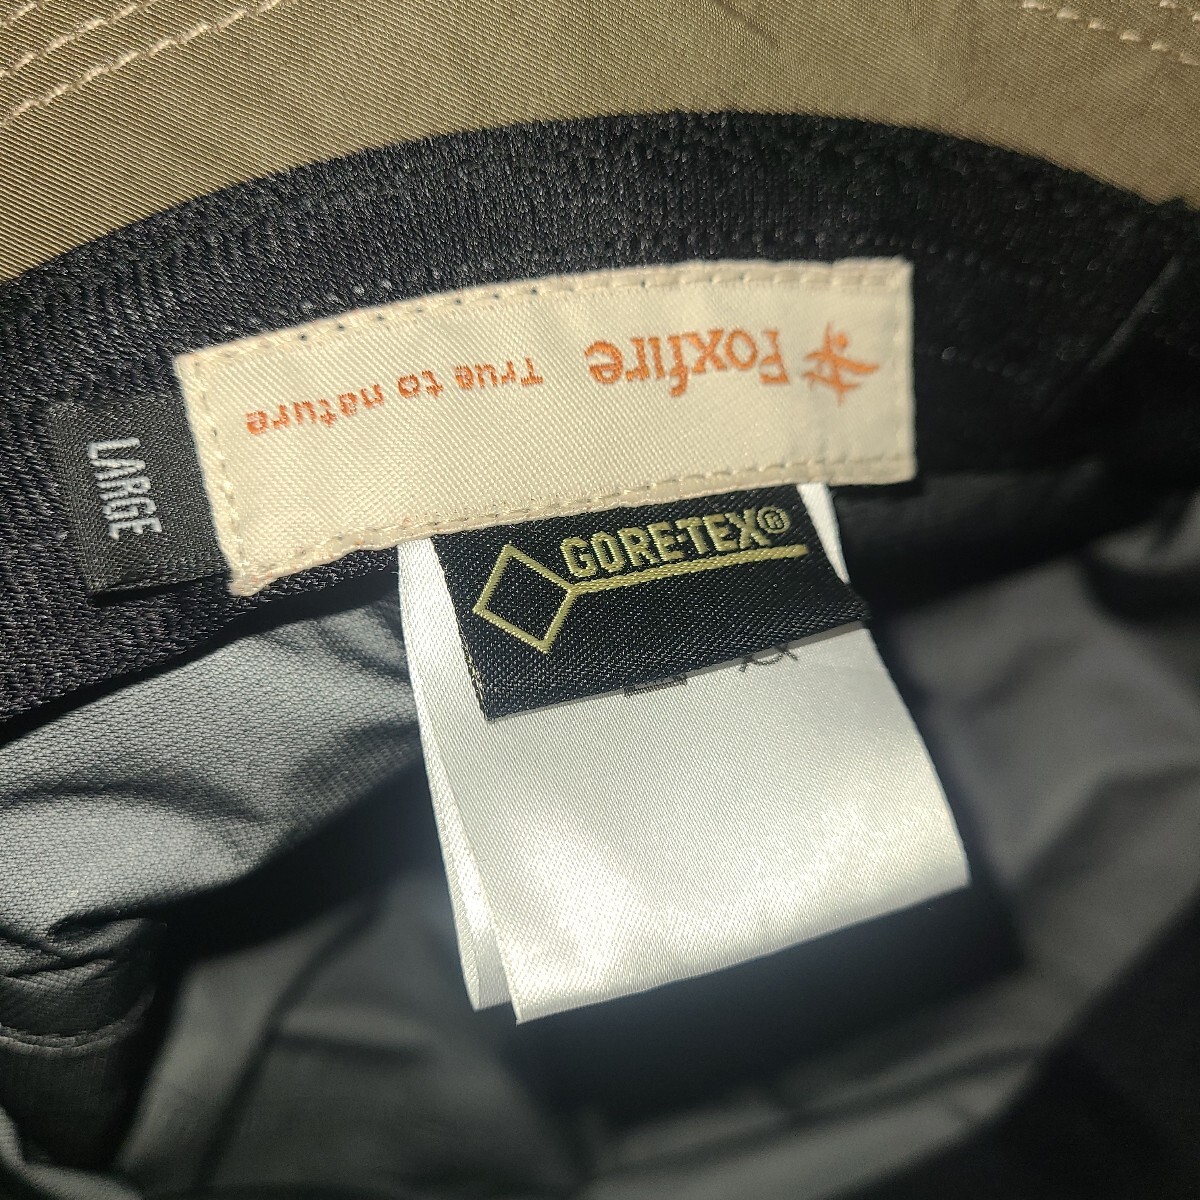 Foxfire True to nature
LARGE
GORE-TEX®